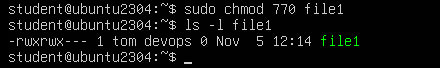 student@ubuntu2304:~$ sudo chmod 770 file1
student@ubuntu2304:~$ ls -l file1
-rwxrwx--- 1 tom devops 0 Nov  5 12:14 file1
student@ubuntu2304:~$ _